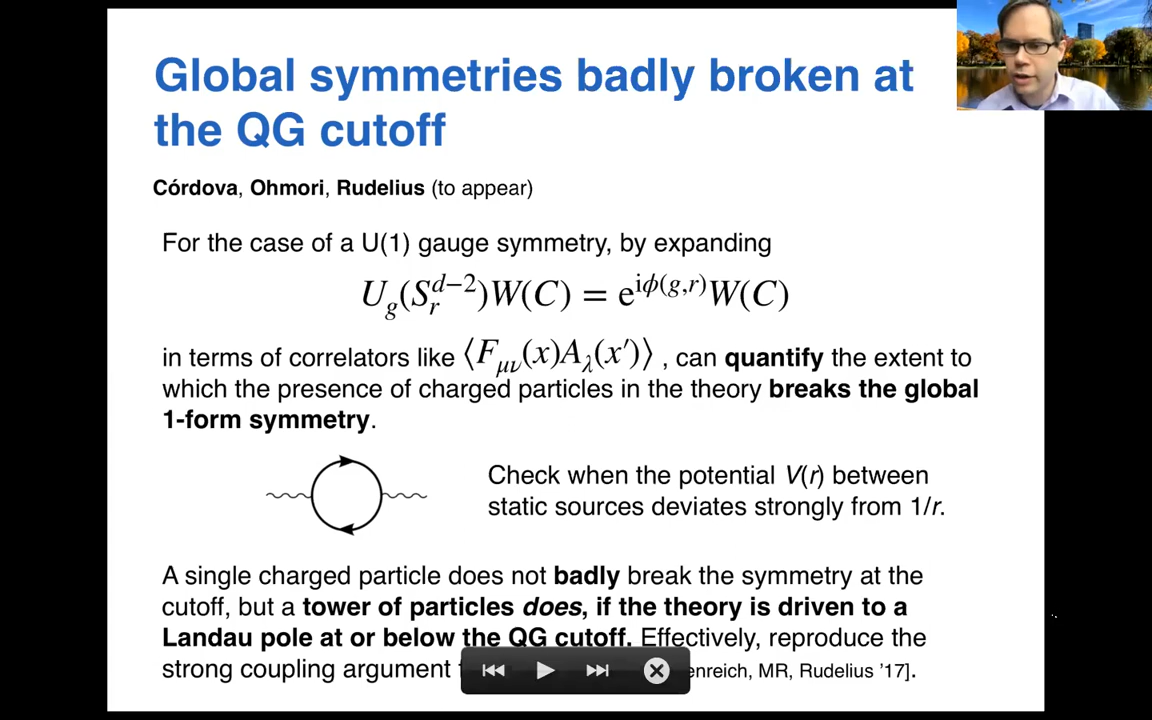 Global symmetries badly broken at
the QG cutoff
Córdova, Ohmori, Rudelius (to appear)
For the case of a U(1) gauge symmetry, by expanding
U_g(S_r^{d−2})W(C) = e^{iϕ(g,r)}W(C)
in terms of correlators like ⟨F_{μν}(x)A_λ(x′)⟩ , can quantify the extent to
which the presence of charged particles in the theory breaks the global
1-form symmetry.
Check when the potential V(r) between
static sources deviates strongly from 1/r.
A single charged particle does not badly break the symmetry at the
cutoff, but a tower of particles does, if the theory is driven to a
Landau pole at or below the QG cutoff. Effectively, reproduce the
strong coupling argument enreich, MR, Rudelius '17].